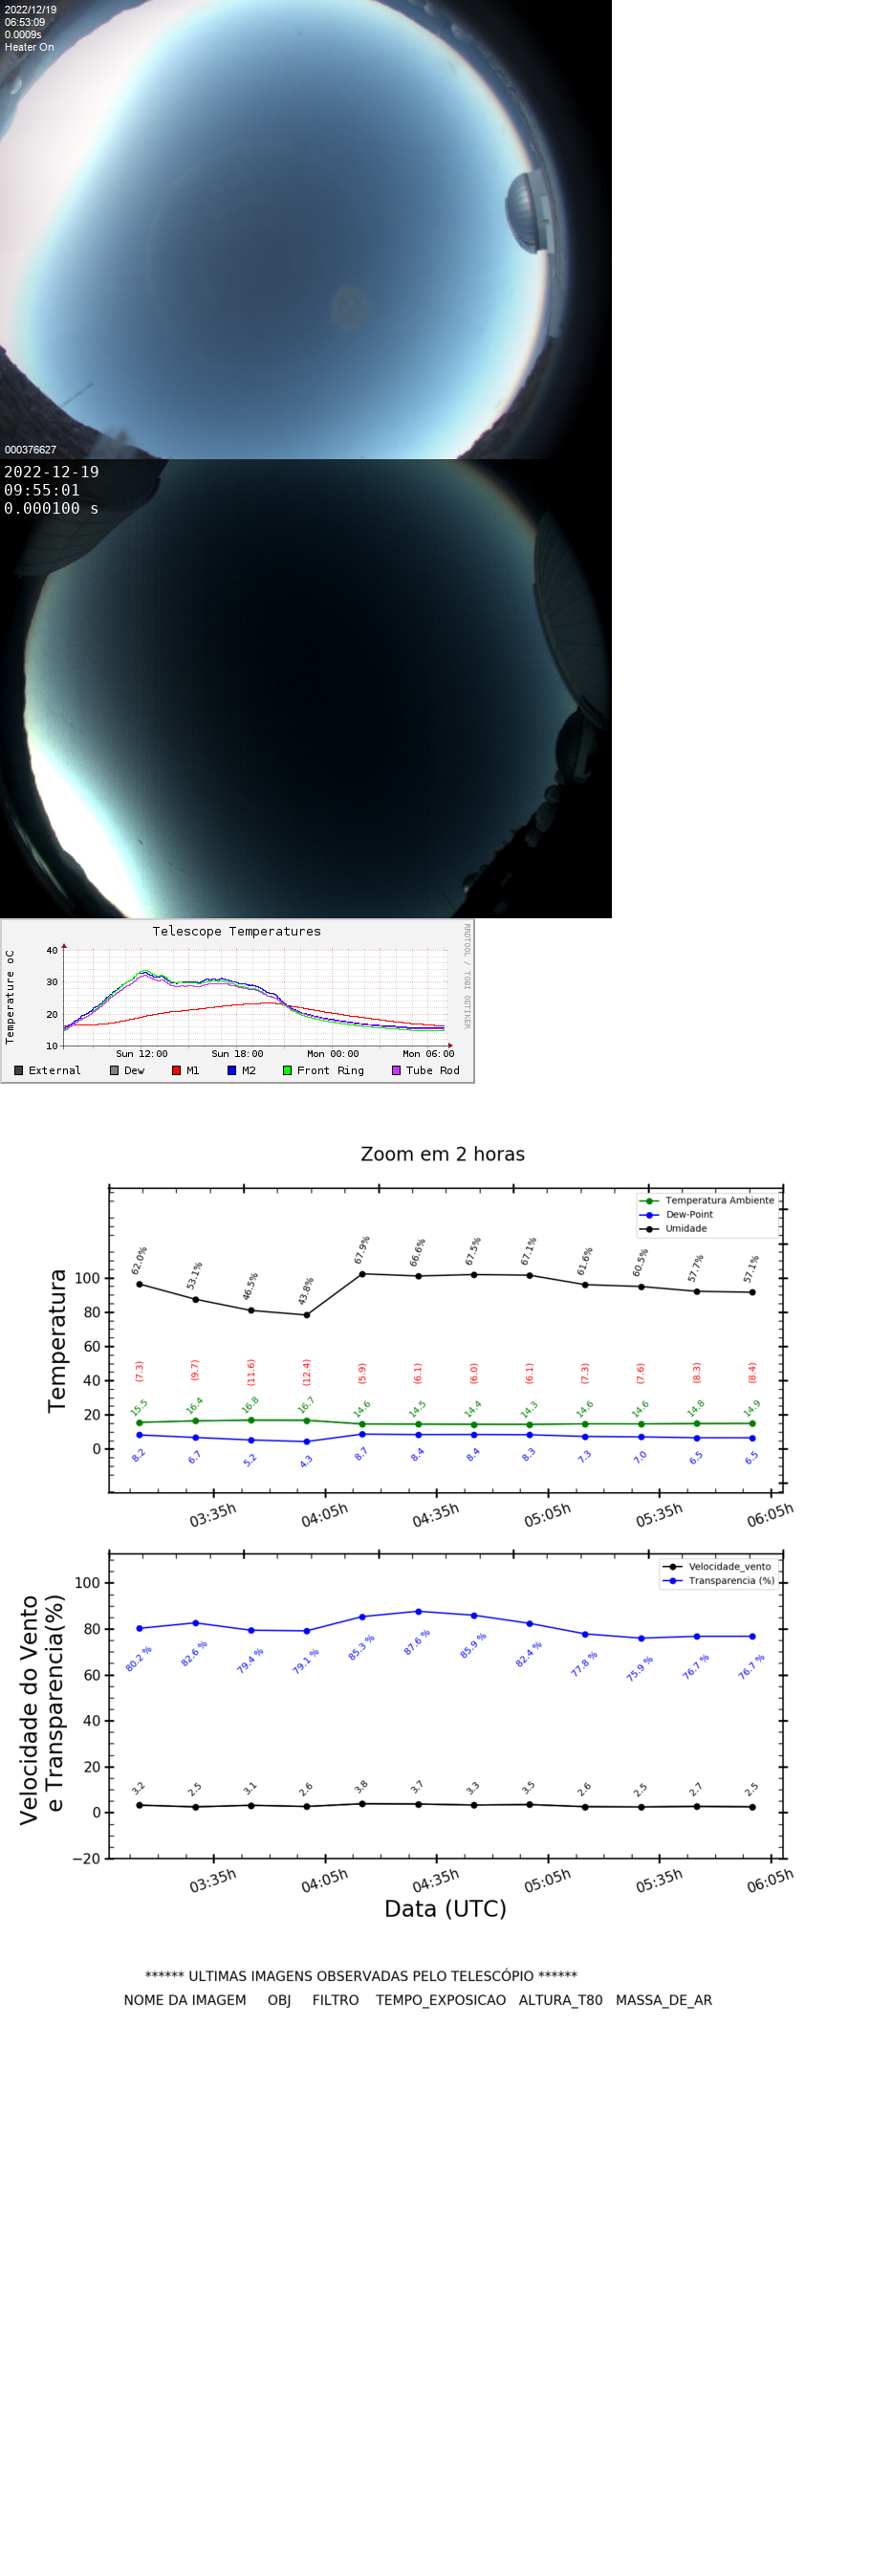 2022/12/19
06:53:09
0.0009s
Heater On
000376627
2022-12-19
09:55:01
0.000100 s
Telescope Temperatures
RRDTOOL / TOBI OETIKER
Temperature oC
40
30
20
10
Sun 12:00 Sun 18:00 Mon 00:00 Mon 06:00
External Dew M1 M2 Front Ring Tube Rod
Zoom em 2 horas
Temperatura Ambiente
Dew-Point
Umidade
Temperatura
100
80
60
40
20
0
62.0% 53.1% 46.5% 43.8% 67.9% 66.6% 67.5% 67.1% 61.6% 60.5% 57.7% 57.1%
(7.3) (9.7) (11.6) (12.4) (5.9) (6.1) (6.0) (6.1) (7.3) (7.6) (8.3) (8.4)
15.5 16.4 16.8 16.7 14.6 14.5 14.4 14.3 14.6 14.6 14.8 14.9
8.2 6.7 5.2 4.3 8.7 8.4 8.4 8.3 7.3 7.0 6.5 6.5
03:35h 04:05h 04:35h 05:05h 05:35h 06:05h
Velocidade_vento
Transparencia (%)
Velocidade do Vento
e Transparencia(%)
100
80
60
40
20
0
−20
80.2 % 82.6 % 79.4 % 79.1 % 85.3 % 87.6 % 85.9 % 82.4 % 77.8 % 75.9 % 76.7 % 76.7 %
3.2 2.5 3.1 2.6 3.8 3.7 3.3 3.5 2.6 2.5 2.7 2.5
03:35h 04:05h 04:35h 05:05h 05:35h 06:05h
Data (UTC)
****** ULTIMAS IMAGENS OBSERVADAS PELO TELESCÓPIO ******
NOME DA IMAGEM OBJ FILTRO TEMPO_EXPOSICAO ALTURA_T80 MASSA_DE_AR